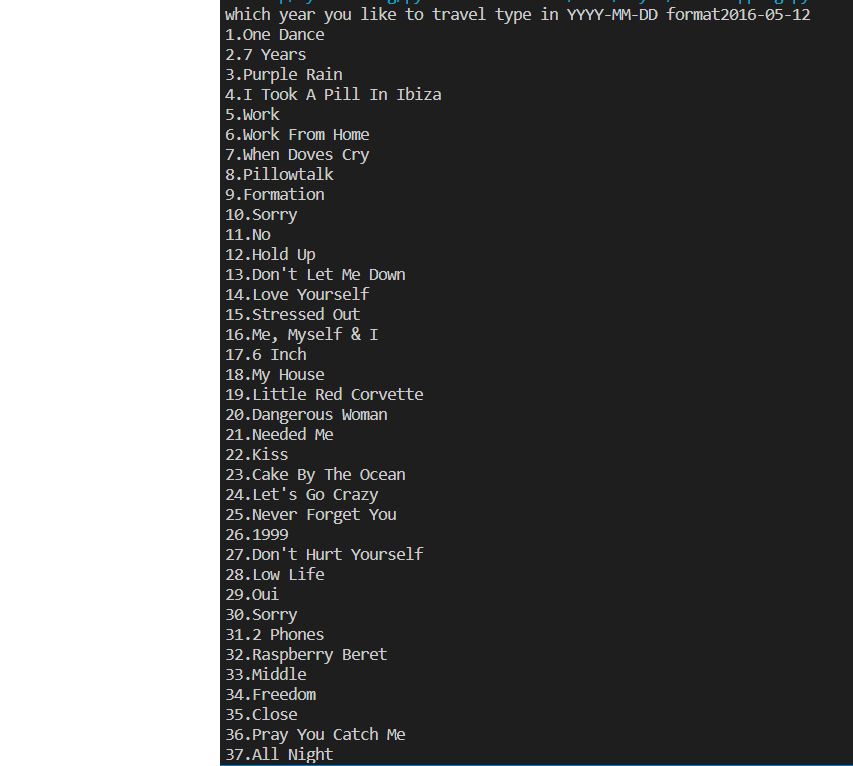 which year you like to travel type in YYYY-MM-DD format2016-05-12
1.One Dance
2.7 Years
3.Purple Rain
4.I Took A Pill In Ibiza
5.Work
6.Work From Home
7.When Doves Cry
8.Pillowtalk
9.Formation
10.Sorry
11.No
12.Hold Up
13.Don't Let Me Down
14.Love Yourself
15.Stressed Out
16.Me, Myself & I
17.6 Inch
18.My House
19.Little Red Corvette
20.Dangerous Woman
21.Needed Me
22.Kiss
23.Cake By The Ocean
24.Let's Go Crazy
25.Never Forget You
26.1999
27.Don't Hurt Yourself
28.Low Life
29.Oui
30.Sorry
31.2 Phones
32.Raspberry Beret
33.Middle
34.Freedom
35.Close
36.Pray You Catch Me
37.All Night